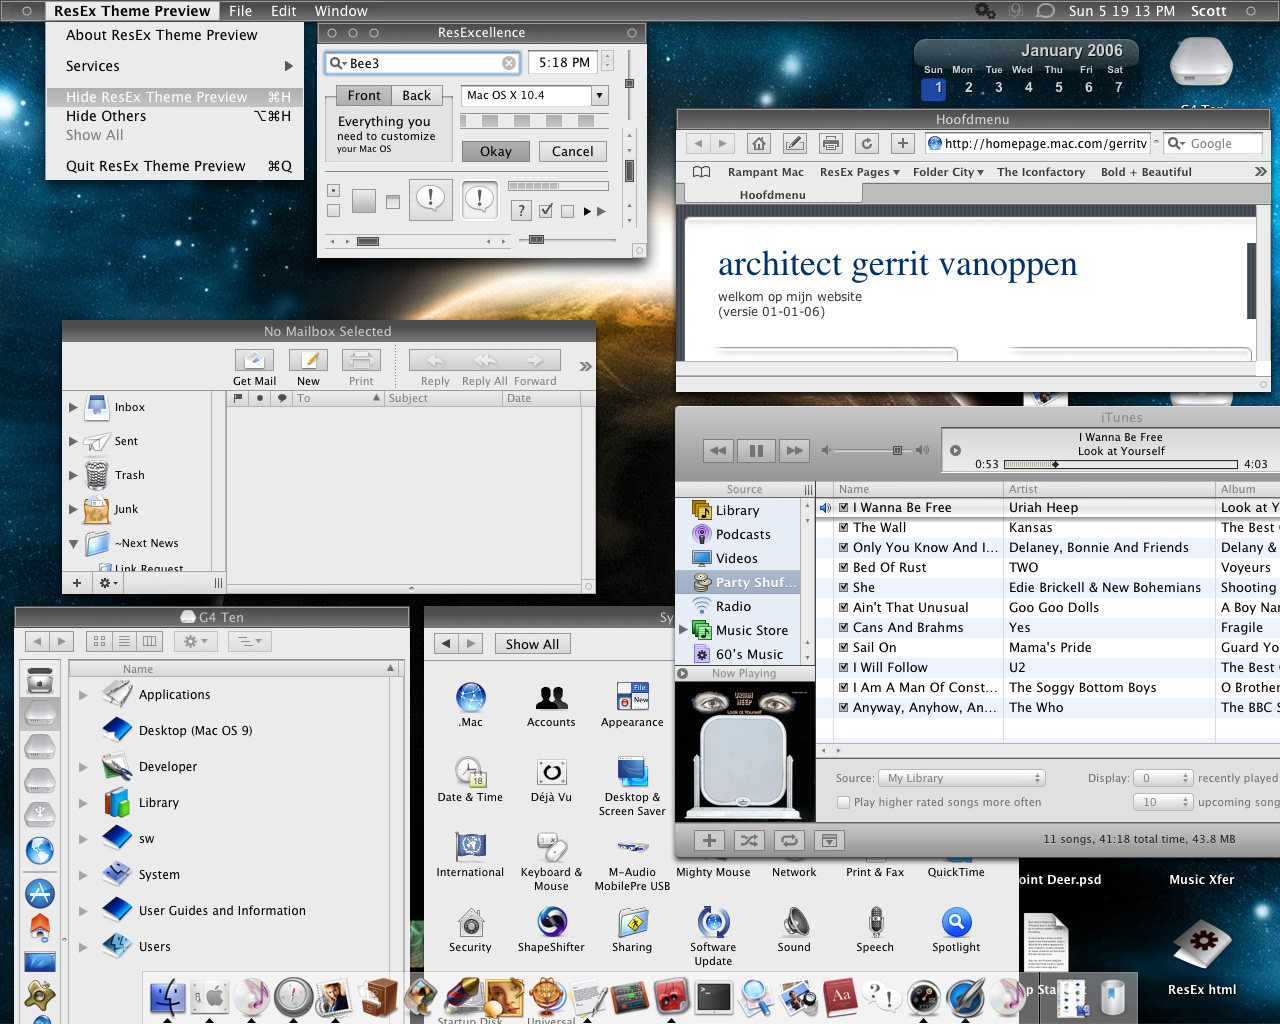 ResEx Theme Preview File Edit Window
Sun 5 19 13 PM Scott
About ResEx Theme Preview
Services
Hide ResEx Theme Preview ⌘H
Hide Others ⌥⌘H
Show All
Quit ResEx Theme Preview ⌘Q
ResExcellence
Bee3
5:18 PM
Front Back
Mac OS X 10.4
Everything you
need to customize
your Mac OS
Okay Cancel
?
January 2006
Sun Mon Tue Wed Thu Fri Sat
1 2 3 4 5 6 7
G4 Ten
Hoofdmenu
http://homepage.mac.com/gerritv
Google
Rampant Mac ResEx Pages Folder City The Iconfactory Bold + Beautiful
Hoofdmenu
architect gerrit vanoppen
welkom op mijn website
(versie 01-01-06)
No Mailbox Selected
Get Mail New Print Reply Reply All Forward
To Subject Date
Inbox
Sent
Trash
Junk
~Next News
Link Request
iTunes
I Wanna Be Free
Look at Yourself
0:53 4:03
Source Name Artist Album
Library
Podcasts
Videos
Party Shuf...
Radio
Music Store
60's Music
I Wanna Be Free Uriah Heep Look at Y
The Wall Kansas The Best
Only You Know And I... Delaney, Bonnie And Friends Delany &
Bed Of Rust TWO Voyeurs
She Edie Brickell & New Bohemians Shooting
Ain't That Unusual Goo Goo Dolls A Boy Nar
Cans And Brahms Yes Fragile
Sail On Mama's Pride Guard Yo
I Will Follow U2 The Best
I Am A Man Of Const... The Soggy Bottom Boys O Brother
Anyway, Anyhow, An... The Who The BBC S
Now Playing
URIAH HEEP
Look at Yourself
Source: My Library Display: 0 recently played
Play higher rated songs more often 10 upcoming song
11 songs, 41:18 total time, 43.8 MB
G4 Ten
Name
Applications
Desktop (Mac OS 9)
Developer
Library
sw
System
User Guides and Information
Users
Sy
Show All
.Mac Accounts Appearance
File
New
Date & Time Déjà Vu Desktop &
Screen Saver
18
International Keyboard &
Mouse M-Audio
MobilePre USB Mighty Mouse Network Print & Fax QuickTime
Security ShapeShifter Sharing Software
Update Sound Speech Spotlight
Startup Disk Universal
oint Deer.psd Music Xfer
ResEx html
Aa